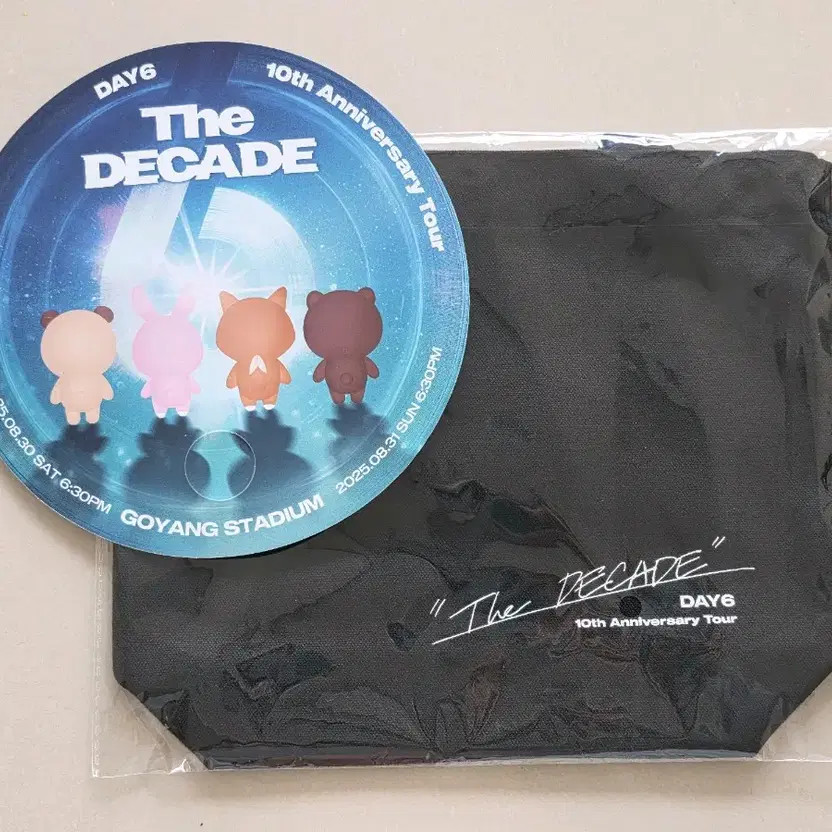 DAY6
10th Anniversary Tour
The
DECADE
25.08.30 SAT 6:30PM
GOYANG STADIUM
2025.08.31 SUN 6:30PM
"The DECADE"
DAY6
10th Anniversary Tour